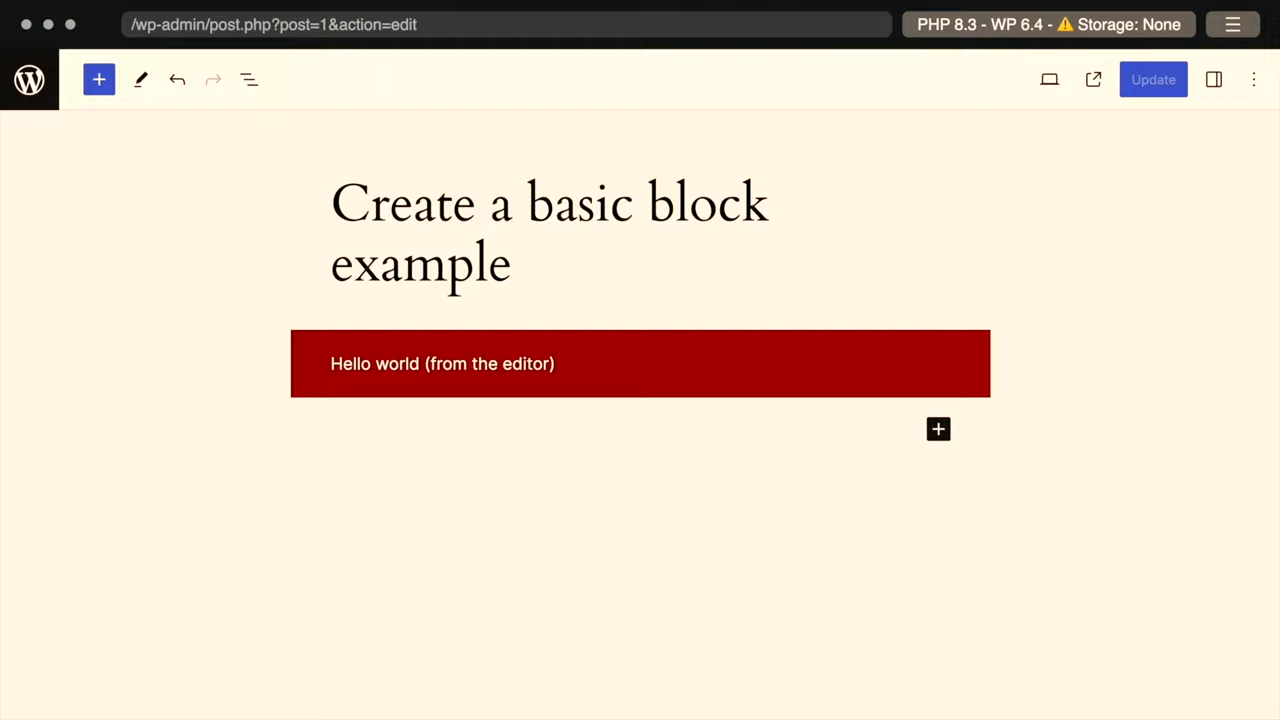 /wp-admin/post.php?post=1&action=edit
PHP 8.3 - WP 6.4 - ⚠️ Storage: None
Update
Create a basic block
example
Hello world (from the editor)